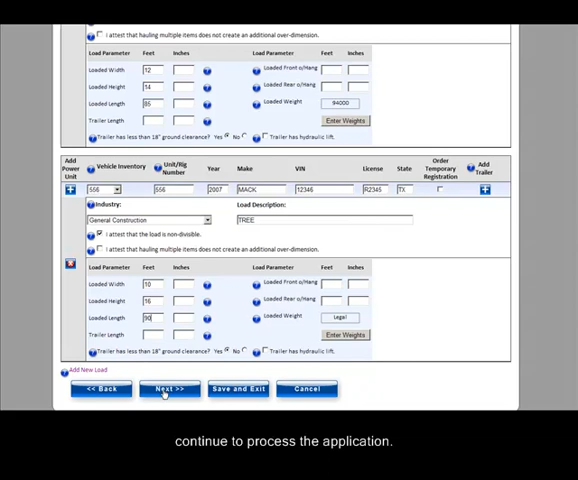 I attest that hauling multiple items does not create an additional over-dimension.
Load Parameter Feet Inches Load Parameter Feet Inches
Loaded Width 12 Loaded Front o/Hang
Loaded Height 14 Loaded Rear o/Hang
Loaded Length 85 Loaded Weight 94000
Trailer Length Enter Weights
Trailer has less than 18" ground clearance? Yes No Trailer has hydraulic lift.
Add Power Unit Vehicle Inventory Unit/Rig Number Year Make VIN License State Order Temporary Registration Add Trailer
556 556 2007 MACK 12346 R2345 TX
Industry: Load Description:
General Construction TREE
I attest that the load is non-divisible.
I attest that hauling multiple items does not create an additional over-dimension.
Load Parameter Feet Inches Load Parameter Feet Inches
Loaded Width 10 Loaded Front o/Hang
Loaded Height 16 Loaded Rear o/Hang
Loaded Length 90 Loaded Weight Legal
Trailer Length Enter Weights
Trailer has less than 18" ground clearance? Yes No Trailer has hydraulic lift.
Add New Load
<< Back Next >> Save and Exit Cancel
continue to process the application.